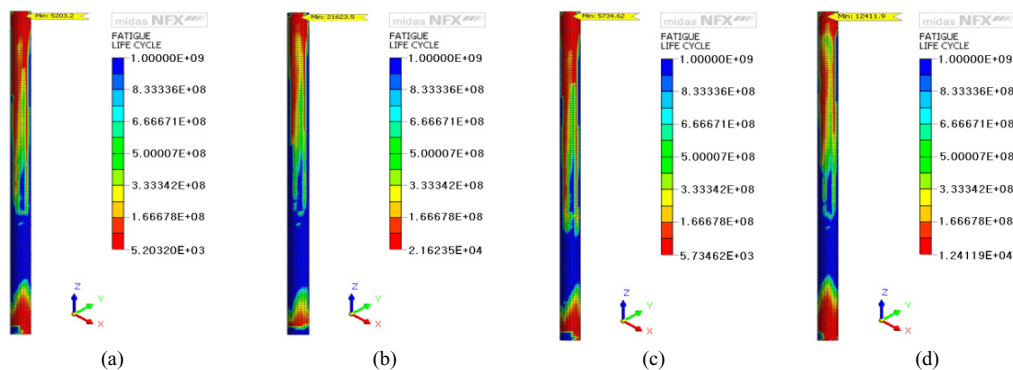 Min: 5203.2
midas NFX
FATIGUE
LIFE CYCLE
1.00000E+09
8.33336E+08
6.66671E+08
5.00007E+08
3.33342E+08
1.66678E+08
5.20320E+03
Z
Y
X
(a)
Min: 21623.5
midas NFX
FATIGUE
LIFE CYCLE
1.00000E+09
8.33336E+08
6.66671E+08
5.00007E+08
3.33342E+08
1.66678E+08
2.16235E+04
Z
Y
X
(b)
Min: 5734.62
midas NFX
FATIGUE
LIFE CYCLE
1.00000E+09
8.33336E+08
6.66671E+08
5.00007E+08
3.33342E+08
1.66678E+08
5.73462E+03
Z
Y
X
(c)
Min: 12411.9
midas NFX
FATIGUE
LIFE CYCLE
1.00000E+09
8.33336E+08
6.66671E+08
5.00007E+08
3.33342E+08
1.66678E+08
1.24119E+04
Z
Y
X
(d)